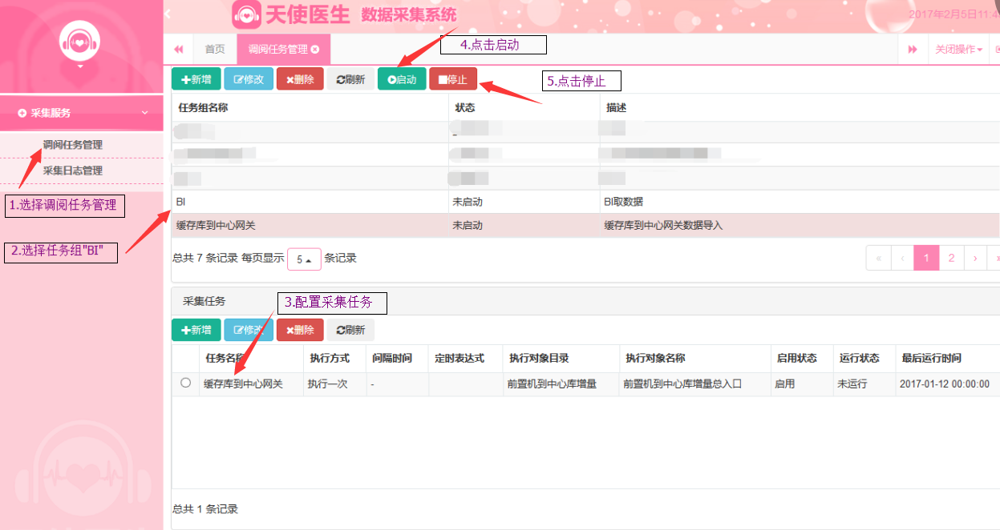 天使医生 数据采集系统
2017年2月5日11:4
首页
调阅任务管理
关闭操作
采集服务
调阅任务管理
采集日志管理
1.选择调阅任务管理
2.选择任务组"BI"
4.点击启动
5.点击停止
新增 修改 删除 刷新 启动 停止
任务组名称 状态 描述
BI 未启动 BI取数据
缓存库到中心网关 未启动 缓存库到中心网关数据导入
总共 7 条记录 每页显示 5 条记录
« ‹ 1 2 › »
采集任务
3.配置采集任务
新增 修改 删除 刷新
任务名称 执行方式 间隔时间 定时表达式 执行对象目录 执行对象名称 启用状态 运行状态 最后运行时间
缓存库到中心网关 执行一次 - 前置机到中心库增量 前置机到中心库增量总入口 启用 未运行 2017-01-12 00:00:00
总共 1 条记录